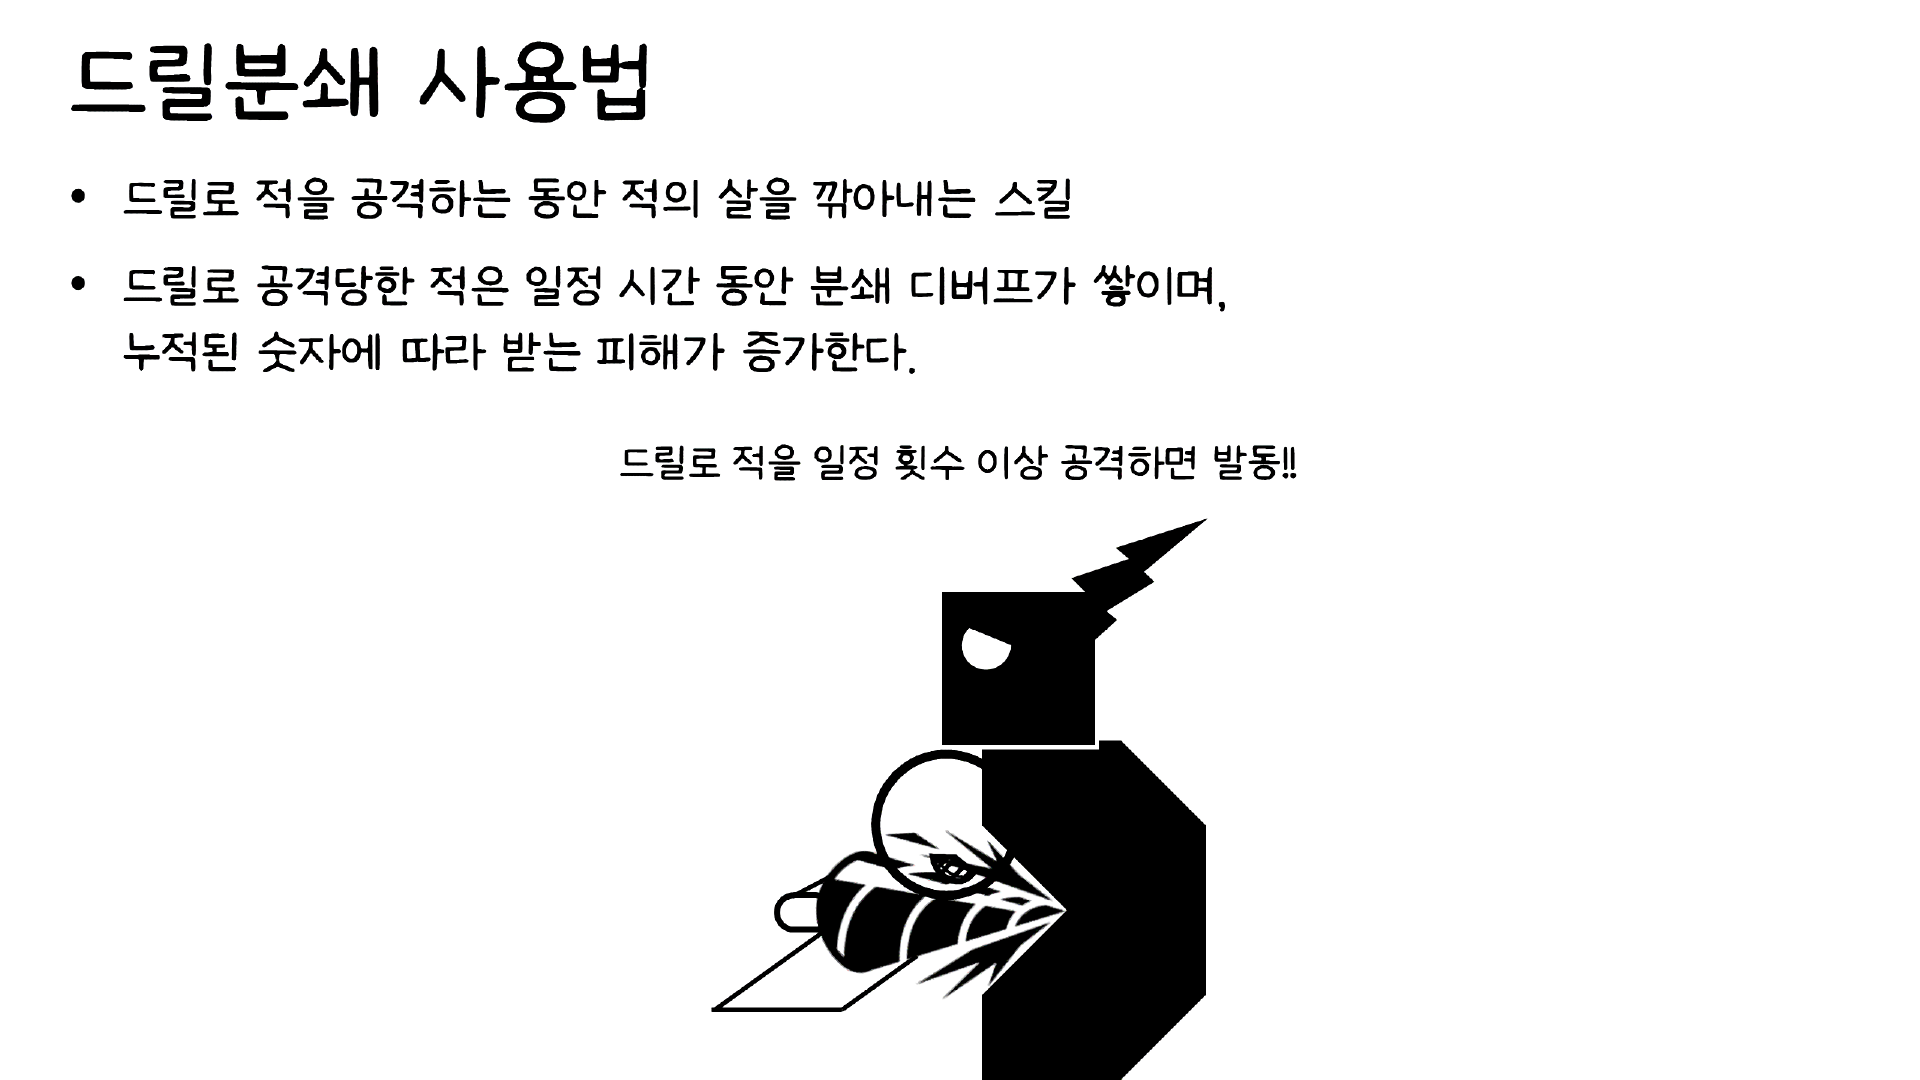 드릴분쇄 사용법
• 드릴로 적을 공격하는 동안 적의 살을 깎아내는 스킬
• 드릴로 공격당한 적은 일정 시간 동안 분쇄 디버프가 쌓이며,
누적된 숫자에 따라 받는 피해가 증가한다.
드릴로 적을 일정 횟수 이상 공격하면 발동!!